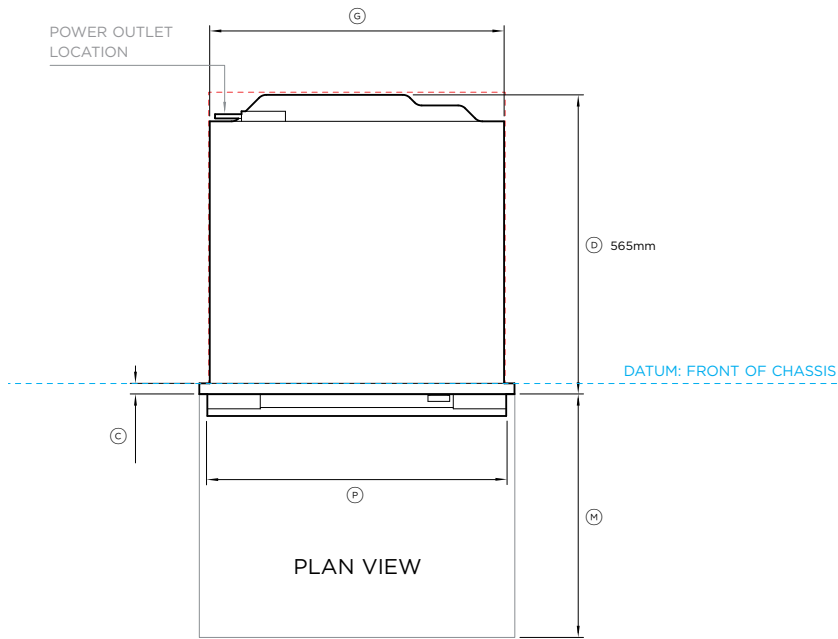 G
POWER OUTLET
LOCATION
D 565mm
DATUM: FRONT OF CHASSIS
C
P
M
PLAN VIEW